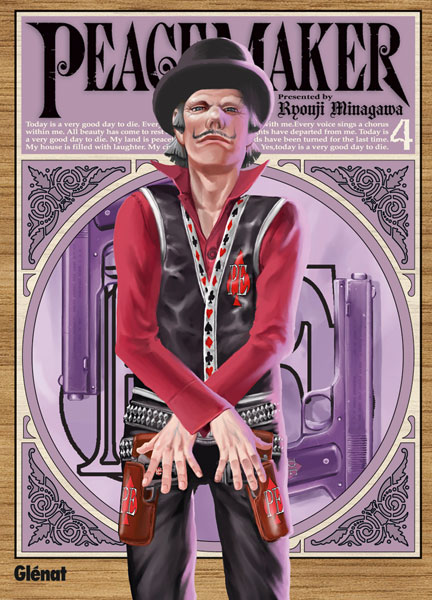 PEACEMAKER
Presented by
Ryouji Minagawa
Today is a very good day to die. Every with me.Every voice sings a chorus
within me. All beauty has come to rest have departed from me. Today is
a very good day to die. My land is peace have been turned for the last time.
My house is filled with laughter. My Yes,today is a very good day to die.
4
PE
PE
PE
Glénat